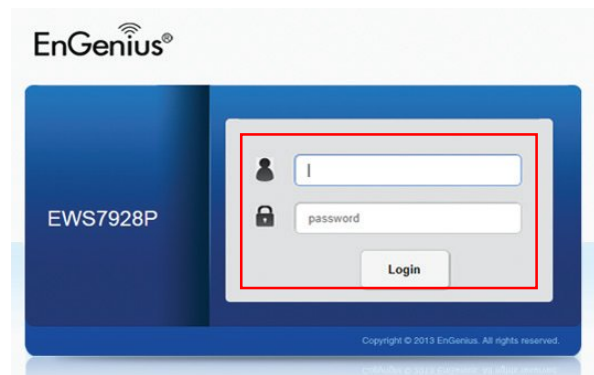 EnGenius®
EWS7928P
password
Login
Copyright © 2013 EnGenius. All rights reserved.